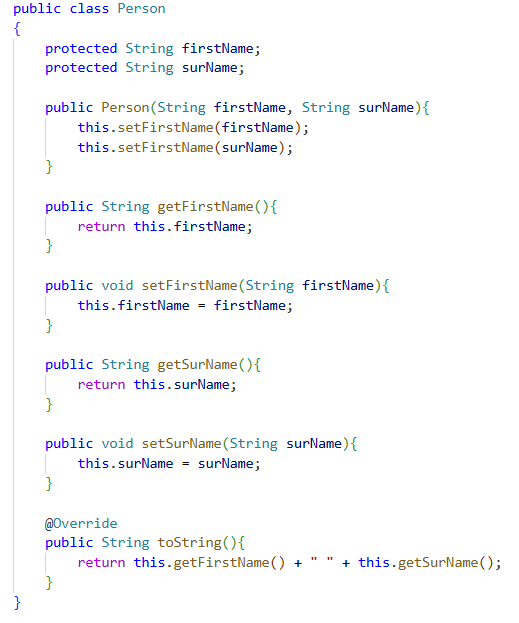 public class Person
{
    protected String firstName;
    protected String surName;

    public Person(String firstName, String surName){
        this.setFirstName(firstName);
        this.setFirstName(surName);
    }

    public String getFirstName(){
        return this.firstName;
    }

    public void setFirstName(String firstName){
        this.firstName = firstName;
    }

    public String getSurName(){
        return this.surName;
    }

    public void setSurName(String surName){
        this.surName = surName;
    }

    @Override
    public String toString(){
        return this.getFirstName() + " " + this.getSurName();
    }
}